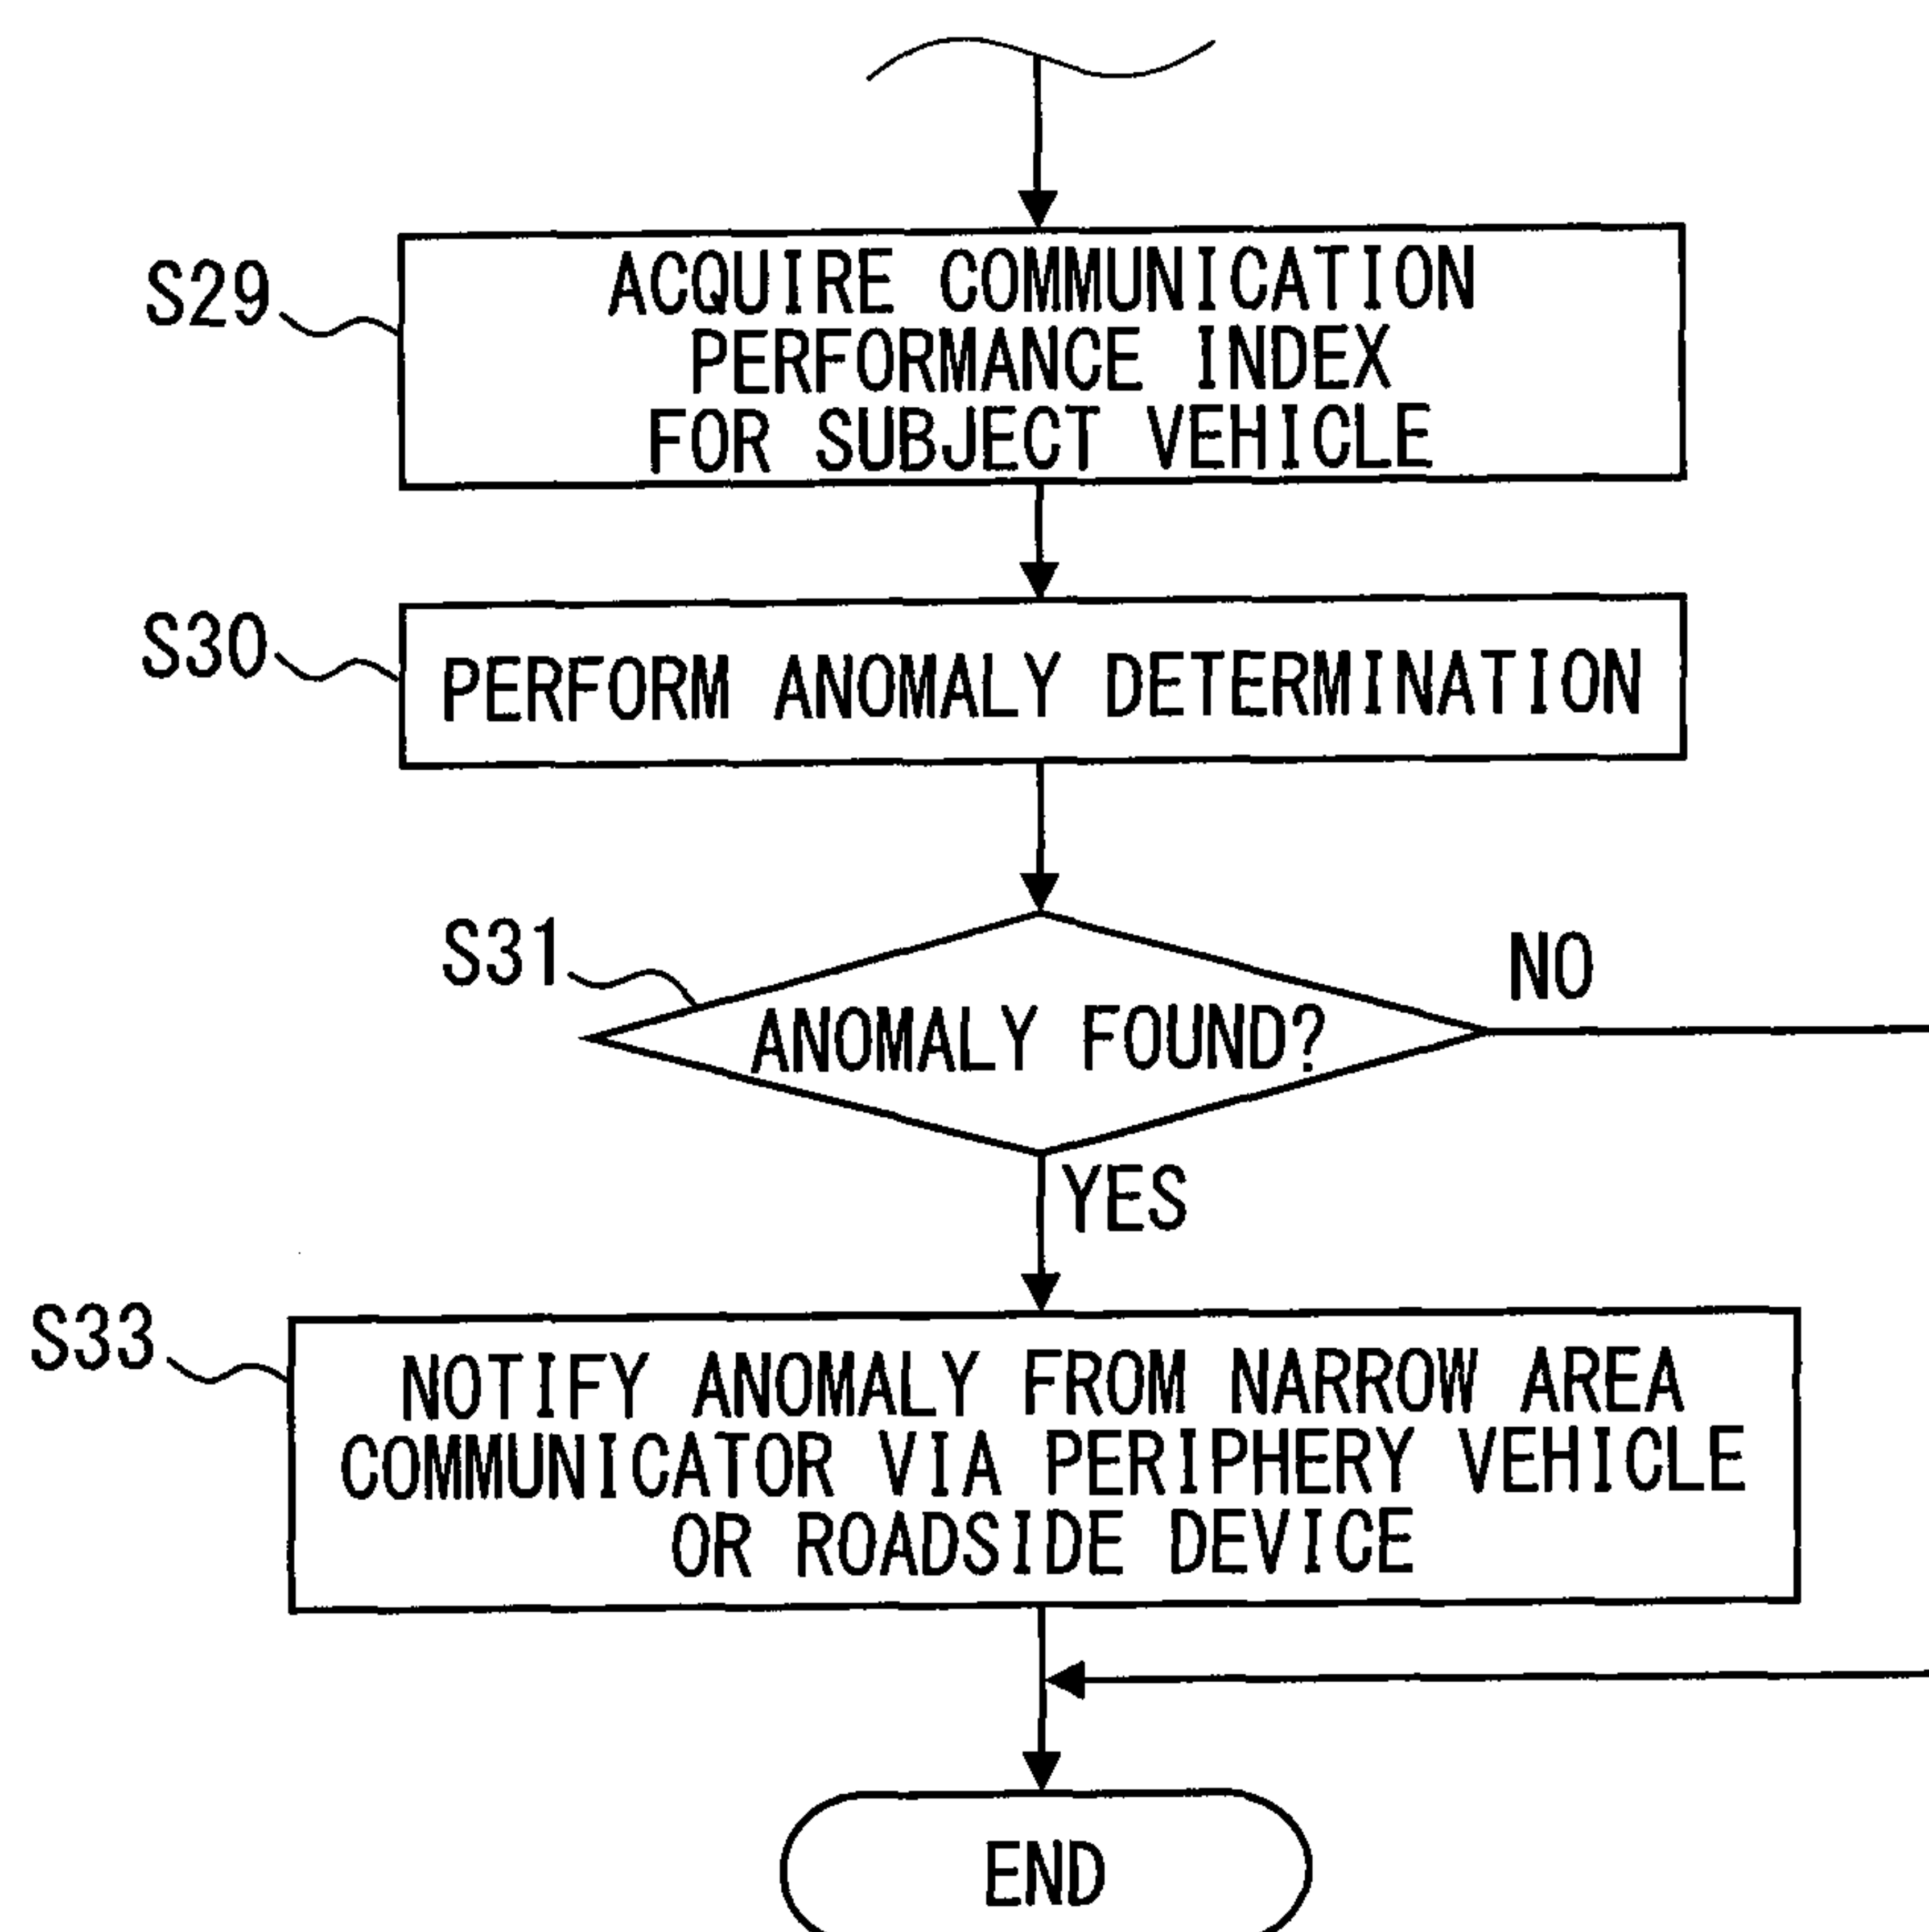 S29
ACQUIRE COMMUNICATION
PERFORMANCE INDEX
FOR SUBJECT VEHICLE
S30
PERFORM ANOMALY DETERMINATION
S31
ANOMALY FOUND?
NO
YES
S33
NOTIFY ANOMALY FROM NARROW AREA
COMMUNICATOR VIA PERIPHERY VEHICLE
OR ROADSIDE DEVICE
END